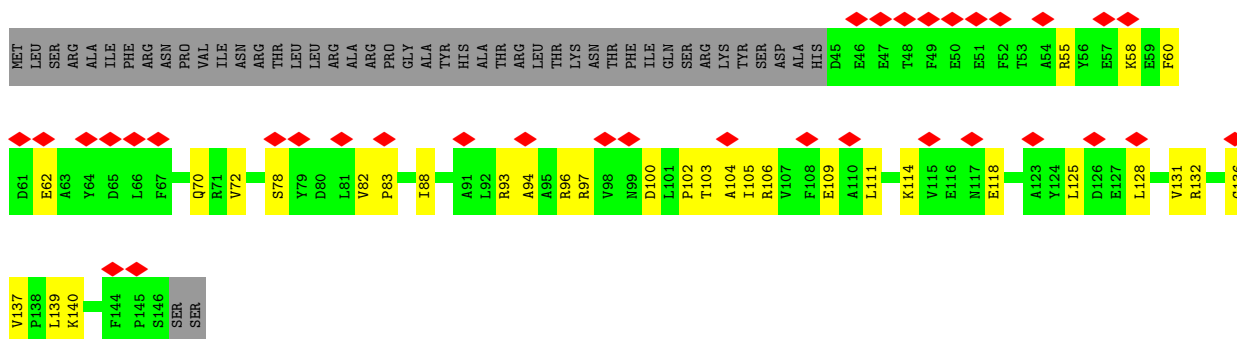 MET LEU SER ARG ALA ILE PHE ARG ASN PRO VAL ILE ASN ARG THR LEU LEU ARG ALA ARG PRO GLY ALA TYR HIS ALA THR ARG LEU THR LYS ASN THR PHE ILE GLN SER ARG LYS TYR SER ASP ALA HIS D45 E46 E47 T48 F49 E50 E51 F52 T53 A54 R55 Y56 E57 K58 E59 F60
D61 E62 A63 Y64 D65 L66 F67 Q70 R71 V72 S78 Y79 D80 L81 V82 P83 I88 A91 L92 R93 A94 A95 R96 R97 V98 N99 D100 L101 P102 T103 A104 I105 R106 V107 F108 E109 A110 L111 K114 V115 E116 N117 E118 A123 Y124 L125 D126 E127 L128 V131 R132
V137 P138 L139 K140 F144 P145 S146 SER SER